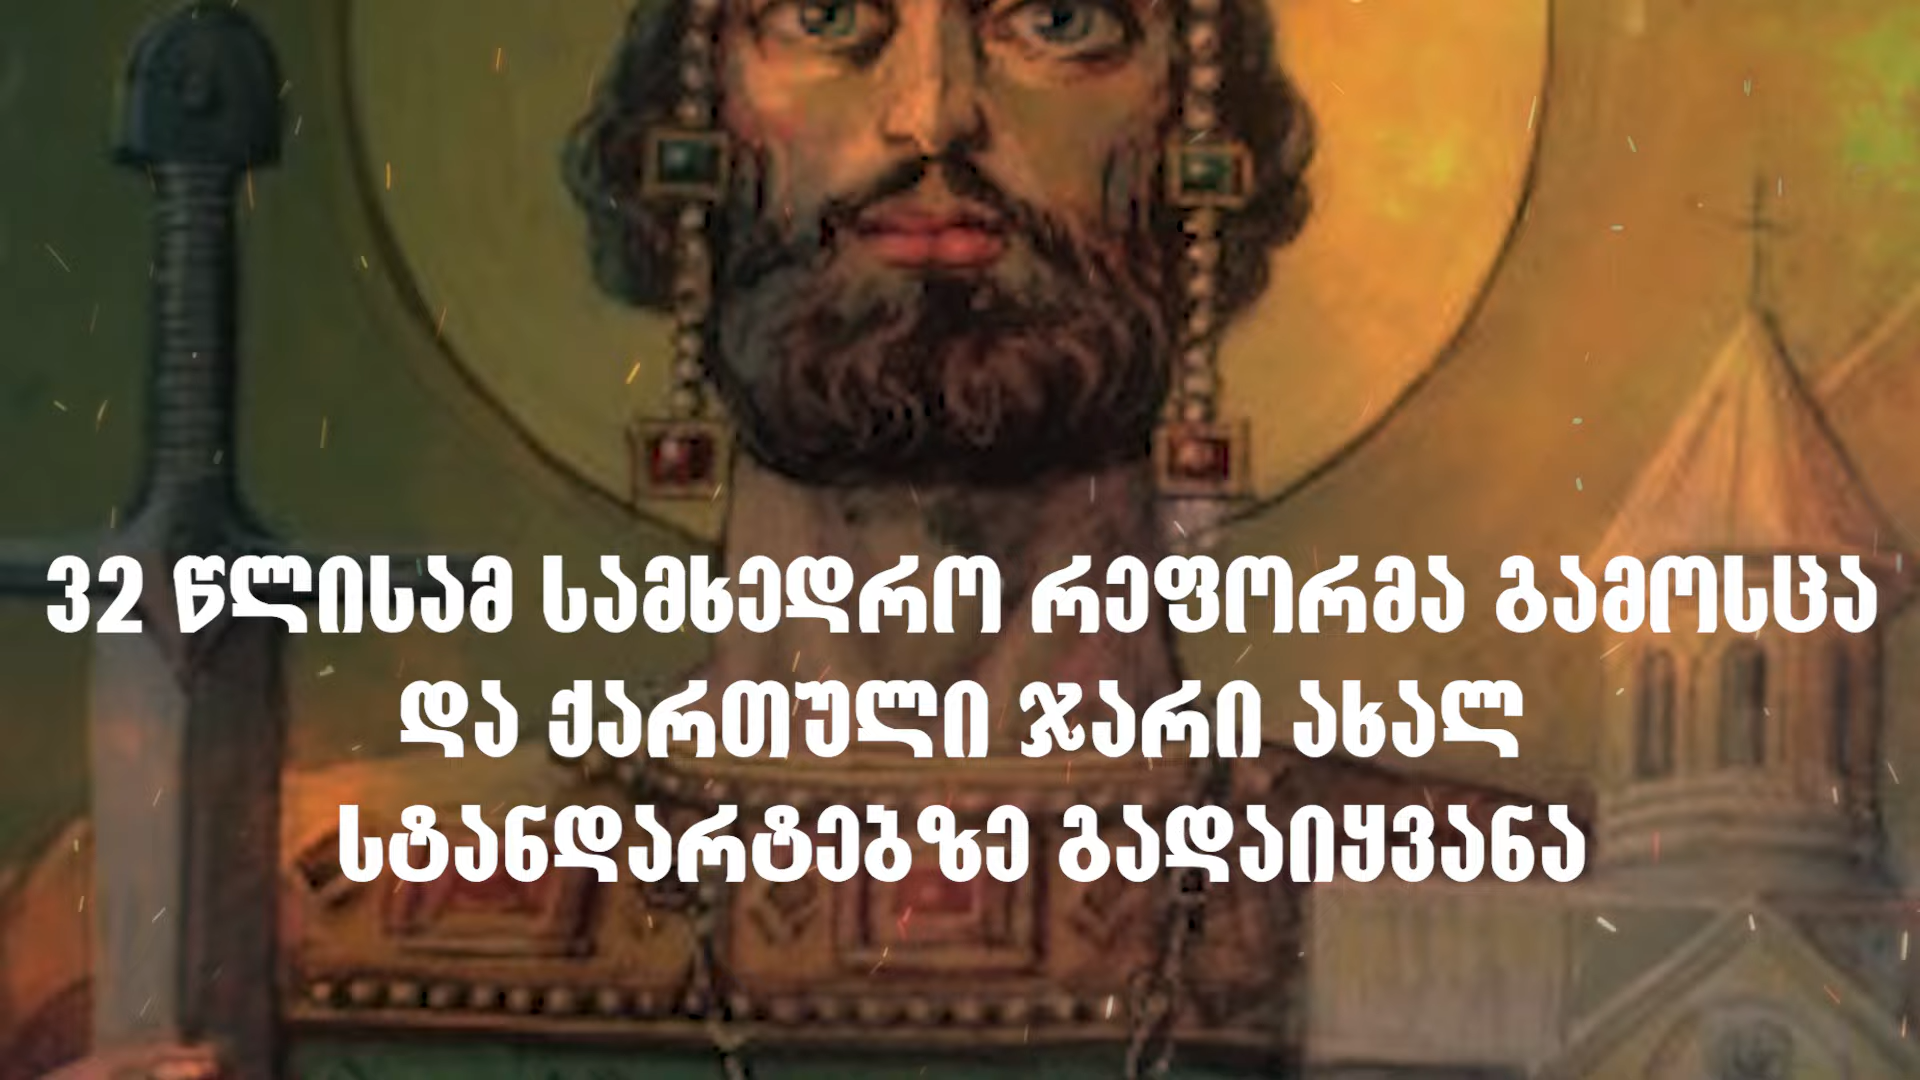 32 წლისამ სამხედრო რეფორმა გამოსცა
და ქართული ჯარი ახალ
სტანდარტებზე გადაიყვანა